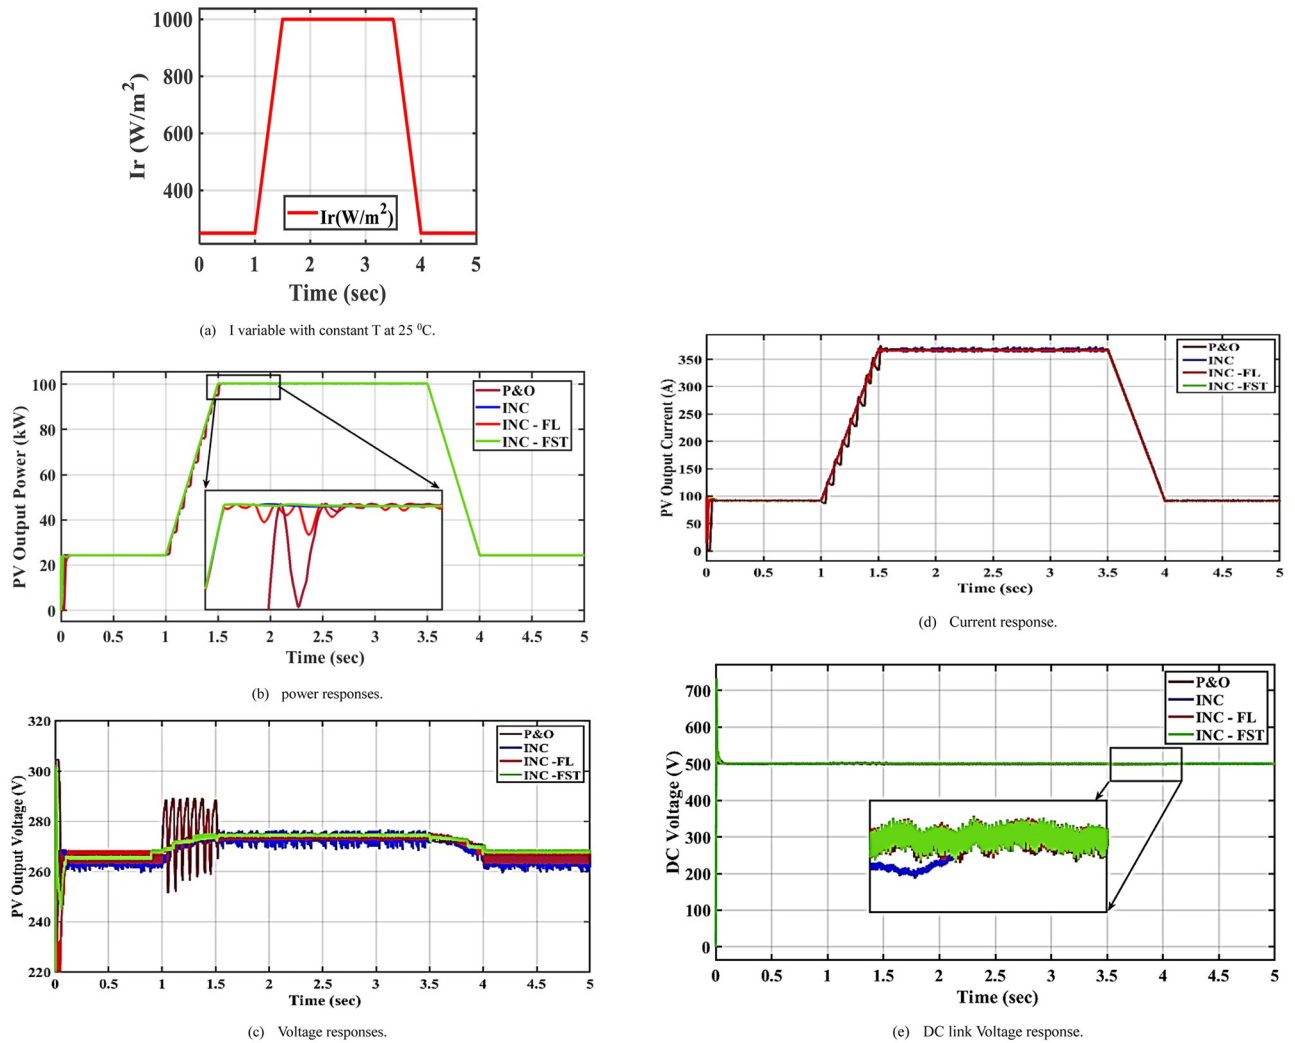 1000
800
600
400
Ir (W/m2)
Ir(W/m2)
0 1 2 3 4 5
Time (sec)
(a) I variable with constant T at 25 0C.
100
80
60
40
20
0
PV Output Power (kW)
P&O
INC
INC - FL
INC - FST
0 0.5 1 1.5 2 2.5 3 3.5 4 4.5 5
Time (sec)
(b) power responses.
320
300
280
260
240
220
PV Output Voltage (V)
P&O
INC
INC -FL
INC -FST
0 0.5 1 1.5 2 2.5 3 3.5 4 4.5 5
Time (sec)
(c) Voltage responses.
350
300
250
200
150
100
50
0
PV Output Current (A)
P&O
INC
INC -FL
INC -FST
0 0.5 1 1.5 2 2.5 3 3.5 4 4.5 5
Time (sec)
(d) Current response.
700
600
500
400
300
200
100
0
DC Voltage (V)
P&O
INC
INC - FL
INC - FST
0 0.5 1 1.5 2 2.5 3 3.5 4 4.5 5
Time (sec)
(e) DC link Voltage response.